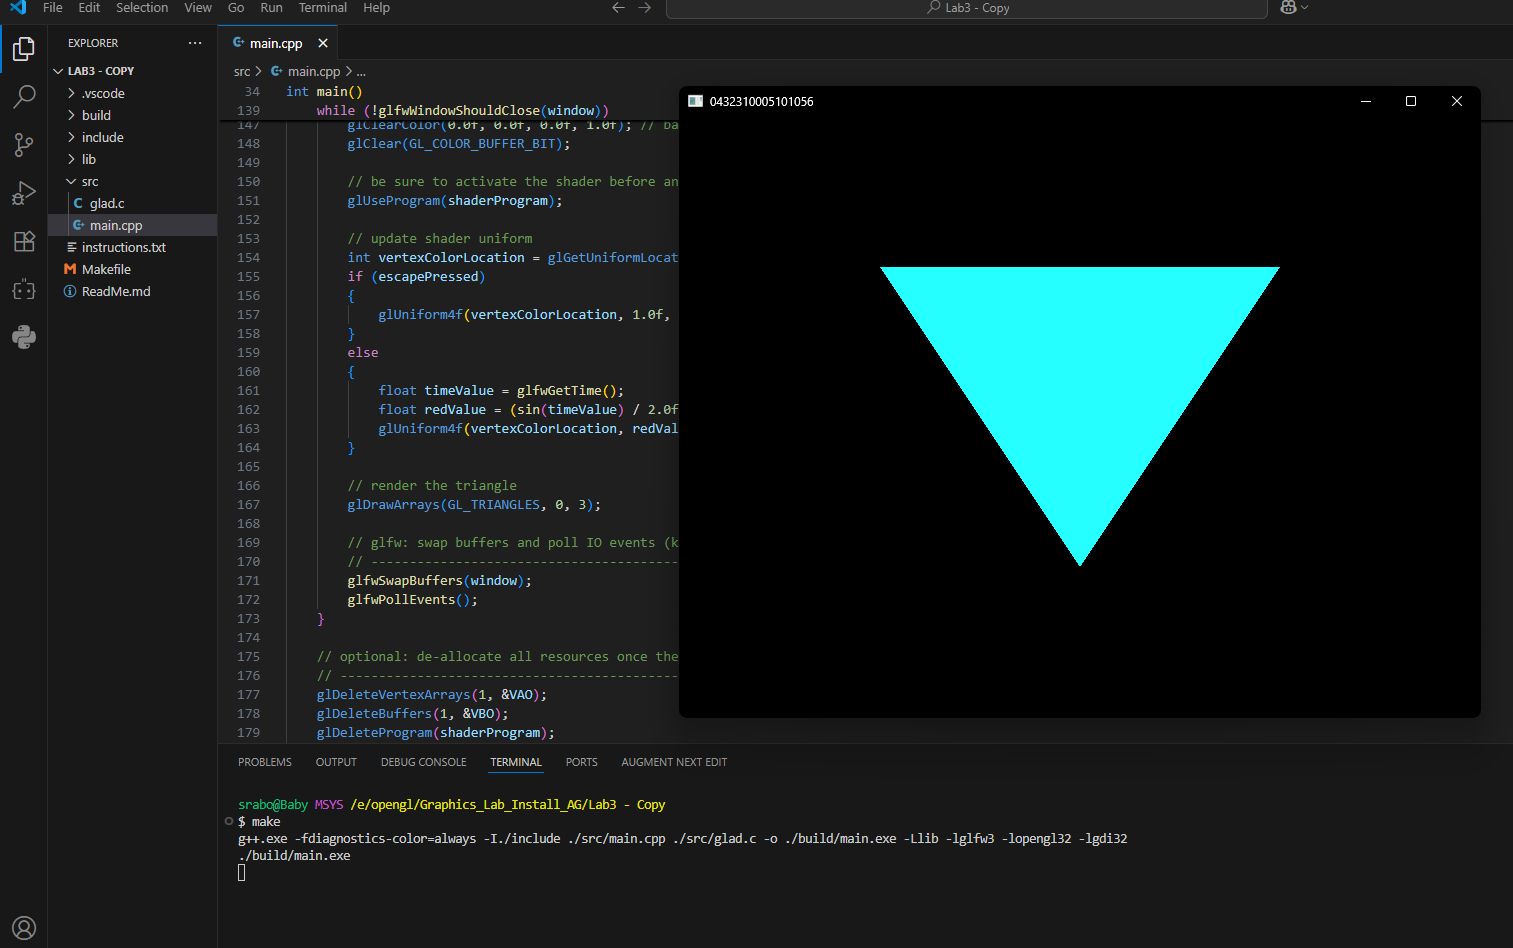 File Edit Selection View Go Run Terminal Help
Lab3 - Copy
EXPLORER
LAB3 - COPY
.vscode
build
include
lib
src
glad.c
main.cpp
instructions.txt
Makefile
ReadMe.md
main.cpp
src > main.cpp > ...
34 int main()
139 while (!glfwWindowShouldClose(window))
147 glClearColor(0.0f, 0.0f, 0.0f, 1.0f); // ba
148 glClear(GL_COLOR_BUFFER_BIT);
149
150 // be sure to activate the shader before an
151 glUseProgram(shaderProgram);
152
153 // update shader uniform
154 int vertexColorLocation = glGetUniformLocat
155 if (escapePressed)
156 {
157 glUniform4f(vertexColorLocation, 1.0f,
158 }
159 else
160 {
161 float timeValue = glfwGetTime();
162 float redValue = (sin(timeValue) / 2.0f
163 glUniform4f(vertexColorLocation, redVal
164 }
165
166 // render the triangle
167 glDrawArrays(GL_TRIANGLES, 0, 3);
168
169 // glfw: swap buffers and poll IO events (k
170 // ----------------------------------------
171 glfwSwapBuffers(window);
172 glfwPollEvents();
173 }
174
175 // optional: de-allocate all resources once the
176 // --------------------------------------------
177 glDeleteVertexArrays(1, &VAO);
178 glDeleteBuffers(1, &VBO);
179 glDeleteProgram(shaderProgram);
0432310005101056
PROBLEMS OUTPUT DEBUG CONSOLE TERMINAL PORTS AUGMENT NEXT EDIT
srabo@Baby MSYS /e/opengl/Graphics_Lab_Install_AG/Lab3 - Copy
$ make
g++.exe -fdiagnostics-color=always -I./include ./src/main.cpp ./src/glad.c -o ./build/main.exe -Llib -lglfw3 -lopengl32 -lgdi32
./build/main.exe